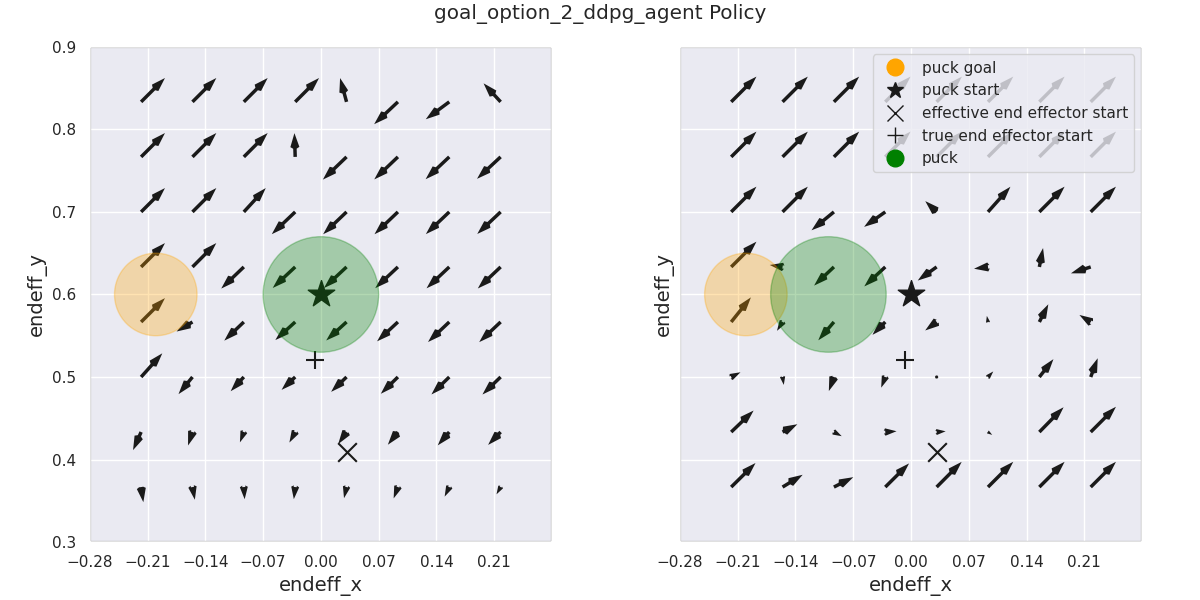 goal_option_2_ddpg_agent Policy
endeff_y
0.9
0.8
0.7
0.6
0.5
0.4
0.3
−0.28 −0.21 −0.14 −0.07 0.00 0.07 0.14 0.21
endeff_x
endeff_y
puck goal
puck start
effective end effector start
true end effector start
puck
−0.28 −0.21 −0.14 −0.07 0.00 0.07 0.14 0.21
endeff_x